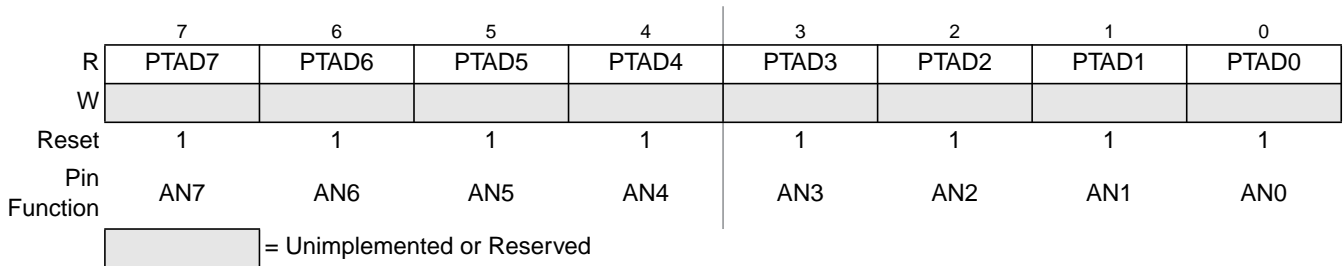 7 6 5 4 3 2 1 0
R PTAD7 PTAD6 PTAD5 PTAD4 PTAD3 PTAD2 PTAD1 PTAD0
W
Reset 1 1 1 1 1 1 1 1
Pin
Function AN7 AN6 AN5 AN4 AN3 AN2 AN1 AN0
= Unimplemented or Reserved